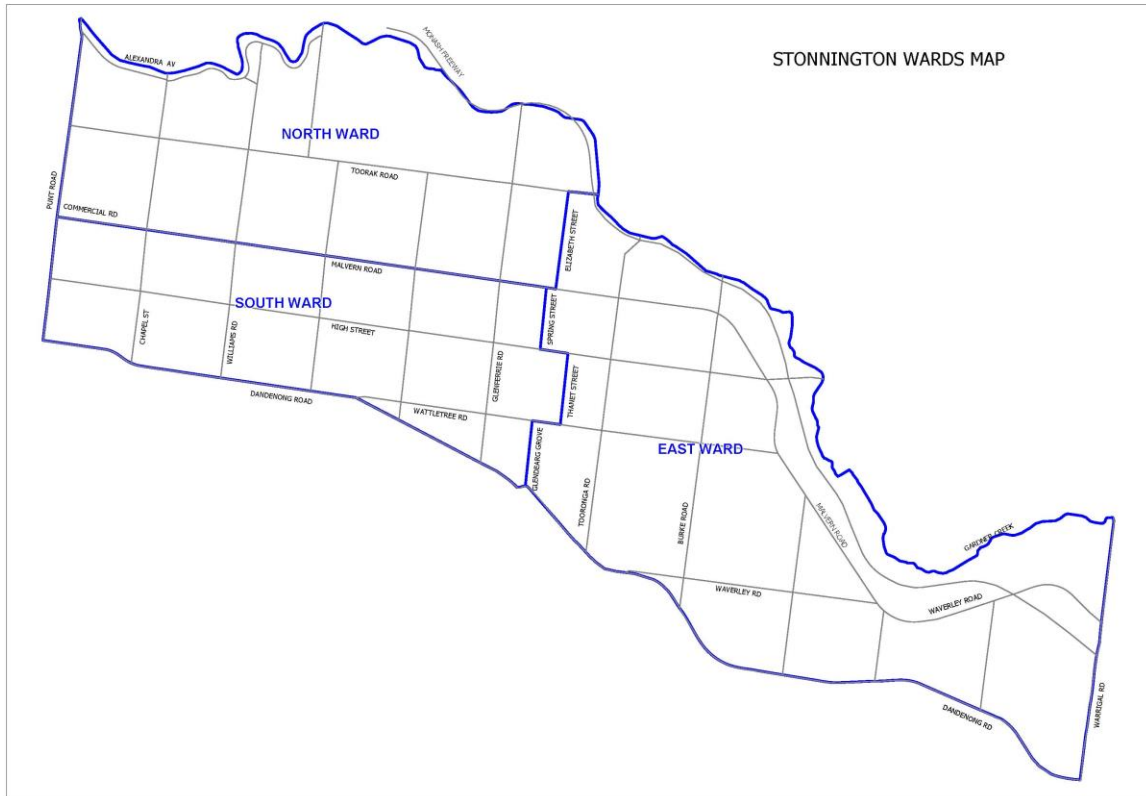 STONNINGTON WARDS MAP
MONASH FREEWAY
ALEXANDRA AV
NORTH WARD
TOORAK ROAD
PUNT ROAD
COMMERCIAL RD
ELIZABETH STREET
MALVERN ROAD
SOUTH WARD
SPRING STREET
CHAPEL ST
WILLIAMS RD
HIGH STREET
GLENFERRIE RD
THANET STREET
DANDENONG ROAD
WATTLETREE RD
GLENDEARG GROVE
EAST WARD
TOORONGA RD
BURKE ROAD
MALVERN ROAD
GARDNER CREEK
WAVERLEY RD
WAVERLEY ROAD
WARRIGAL RD
DANDENONG RD